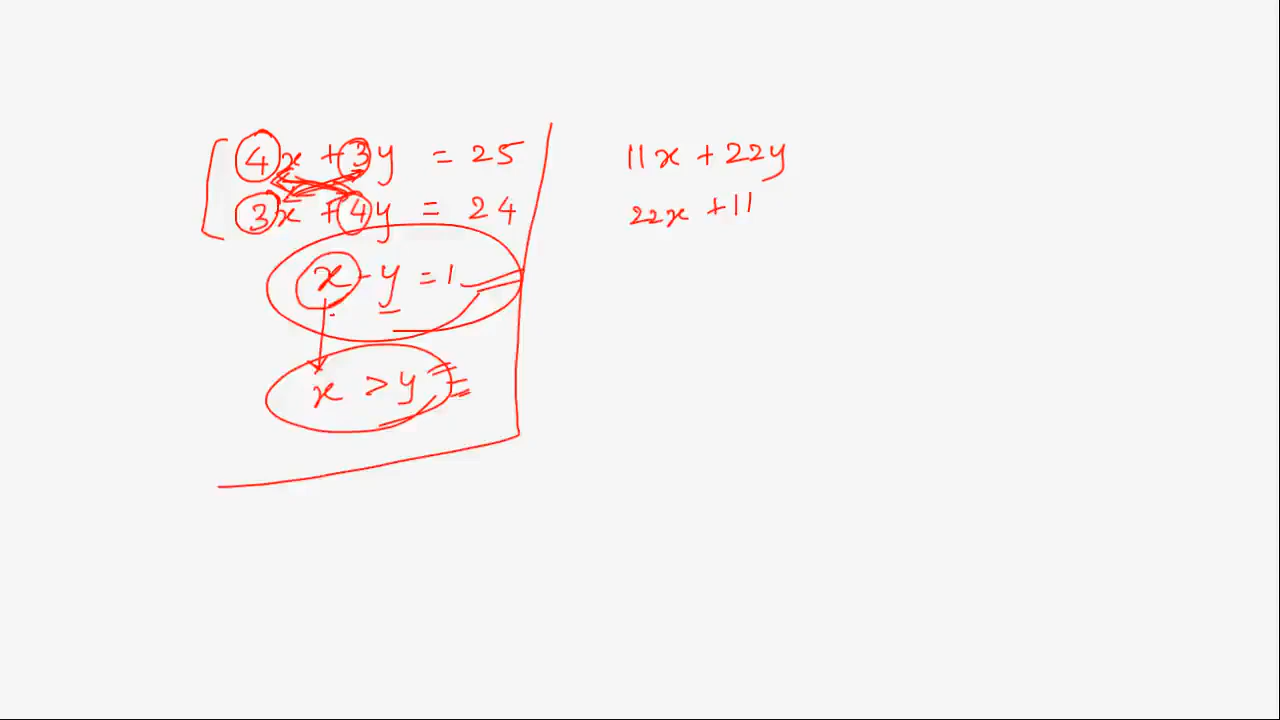 4x + 3y = 25
3x + 4y = 24
x - y = 1
x > y
11x + 22y
22x + 11